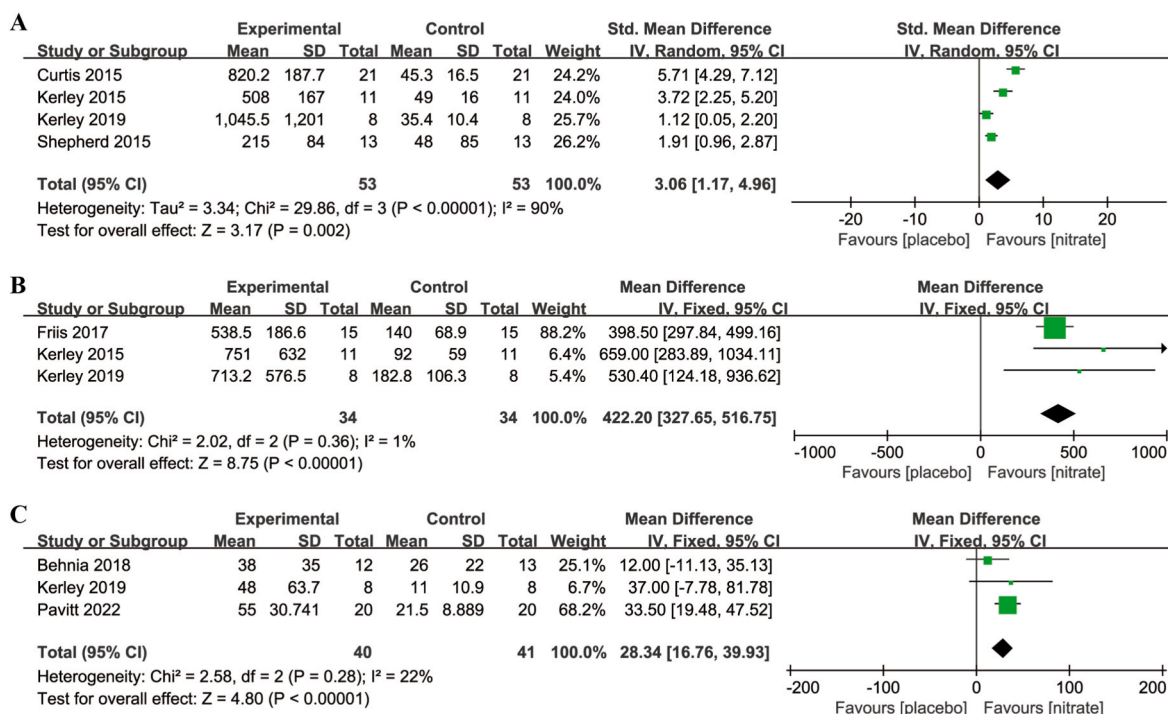 A
Experimental Control Std. Mean Difference Std. Mean Difference
Study or Subgroup Mean SD Total Mean SD Total Weight IV, Random, 95% CI IV, Random, 95% CI
Curtis 2015 820.2 187.7 21 45.3 16.5 21 24.2% 5.71 [4.29, 7.12]
Kerley 2015 508 167 11 49 16 11 24.0% 3.72 [2.25, 5.20]
Kerley 2019 1,045.5 1,201 8 35.4 10.4 8 25.7% 1.12 [0.05, 2.20]
Shepherd 2015 215 84 13 48 85 13 26.2% 1.91 [0.96, 2.87]
Total (95% CI) 53 53 100.0% 3.06 [1.17, 4.96]
Heterogeneity: Tau² = 3.34; Chi² = 29.86, df = 3 (P < 0.00001); I² = 90%
Test for overall effect: Z = 3.17 (P = 0.002)
-20 -10 0 10 20
Favours [placebo] Favours [nitrate]
B
Experimental Control Mean Difference Mean Difference
Study or Subgroup Mean SD Total Mean SD Total Weight IV, Fixed, 95% CI IV, Fixed, 95% CI
Friis 2017 538.5 186.6 15 140 68.9 15 88.2% 398.50 [297.84, 499.16]
Kerley 2015 751 632 11 92 59 11 6.4% 659.00 [283.89, 1034.11]
Kerley 2019 713.2 576.5 8 182.8 106.3 8 5.4% 530.40 [124.18, 936.62]
Total (95% CI) 34 34 100.0% 422.20 [327.65, 516.75]
Heterogeneity: Chi² = 2.02, df = 2 (P = 0.36); I² = 1%
Test for overall effect: Z = 8.75 (P < 0.00001)
-1000 -500 0 500 1000
Favours [placebo] Favours [nitrate]
C
Experimental Control Mean Difference Mean Difference
Study or Subgroup Mean SD Total Mean SD Total Weight IV, Fixed, 95% CI IV, Fixed, 95% CI
Behnia 2018 38 35 12 26 22 13 25.1% 12.00 [-11.13, 35.13]
Kerley 2019 48 63.7 8 11 10.9 8 6.7% 37.00 [-7.78, 81.78]
Pavitt 2022 55 30.741 20 21.5 8.889 20 68.2% 33.50 [19.48, 47.52]
Total (95% CI) 40 41 100.0% 28.34 [16.76, 39.93]
Heterogeneity: Chi² = 2.58, df = 2 (P = 0.28); I² = 22%
Test for overall effect: Z = 4.80 (P < 0.00001)
-200 -100 0 100 200
Favours [placebo] Favours [nitrate]